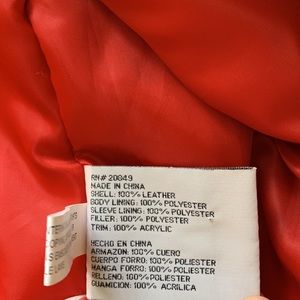 RN# 20849
MADE IN CHINA
SHELL: 100% LEATHER
BODY LINING: 100% POLYESTER
SLEEVE LINING: 100% POLYESTER
FILLER: 100% POLYESTER
TRIM: 100% ACRYLIC
HECHO EN CHINA
ARMAZON: 100% CUERO
CUERPO FORRO: 100% POLIESTER
MANGA FORRO: 100% POLIESTER
RELLENO: 100% POLIESTER
GUARNICION: 100% ACRILICA